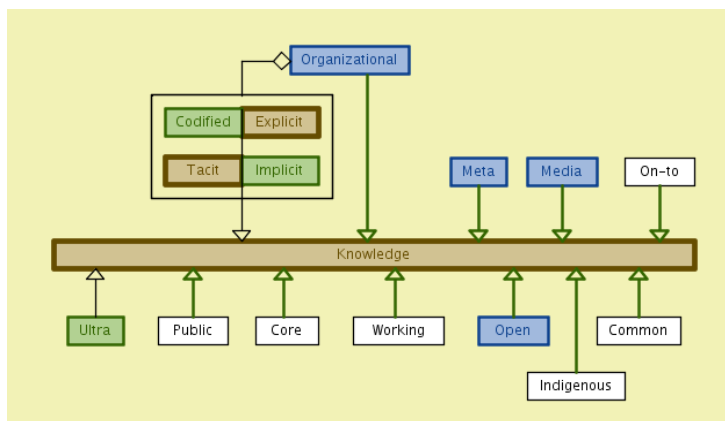 Organizational
Codified Explicit
Tacit Implicit
Meta Media On-to
Knowledge
Ultra Public Core Working Open Common
Indigenous